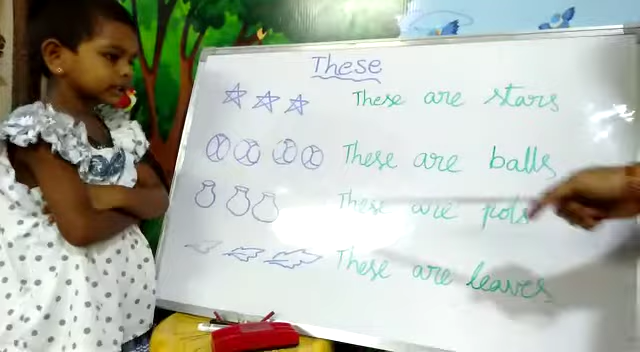 These
These are stars
These are balls
These are pots
These are leaves